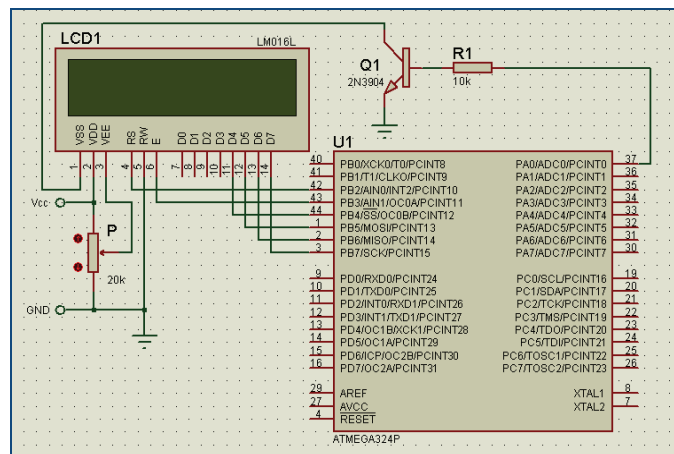 LCD1
LM016L
VSS VDD VEE RS RW E D0 D1 D2 D3 D4 D5 D6 D7
1 2 3 4 5 6 7 8 9 10 11 12 13 14
Q1
2N3904
R1
10k
Vcc
P
20k
GND
U1
40 PB0/XCK0/T0/PCINT8 PA0/ADC0/PCINT0 37
41 PB1/T1/CLKO/PCINT9 PA1/ADC1/PCINT1 36
42 PB2/AIN0/INT2/PCINT10 PA2/ADC2/PCINT2 35
43 PB3/AIN1/OC0A/PCINT11 PA3/ADC3/PCINT3 34
44 PB4/SS/OC0B/PCINT12 PA4/ADC4/PCINT4 33
1 PB5/MOSI/PCINT13 PA5/ADC5/PCINT5 32
2 PB6/MISO/PCINT14 PA6/ADC6/PCINT6 31
3 PB7/SCK/PCINT15 PA7/ADC7/PCINT7 30
9 PD0/RXD0/PCINT24 PC0/SCL/PCINT16 19
10 PD1/TXD0/PCINT25 PC1/SDA/PCINT17 20
11 PD2/INT0/RXD1/PCINT26 PC2/TCK/PCINT18 21
12 PD3/INT1/TXD1/PCINT27 PC3/TMS/PCINT19 22
13 PD4/OC1B/XCK1/PCINT28 PC4/TDO/PCINT20 23
14 PD5/OC1A/PCINT29 PC5/TDI/PCINT21 24
15 PD6/ICP/OC2B/PCINT30 PC6/TOSC1/PCINT22 25
16 PD7/OC2A/PCINT31 PC7/TOSC2/PCINT23 26
29 AREF XTAL1 8
27 AVCC XTAL2 7
4 RESET
ATMEGA324P